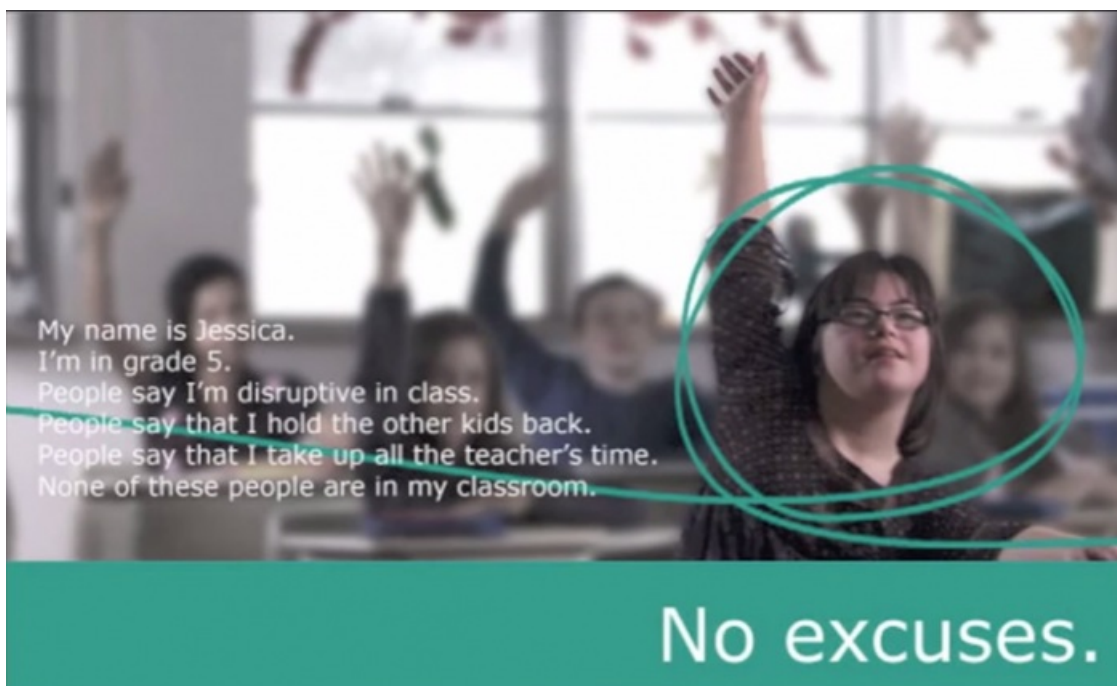 My name is Jessica.
I'm in grade 5.
People say I'm disruptive in class.
People say that I hold the other kids back.
People say that I take up all the teacher's time.
None of these people are in my classroom.
No excuses.